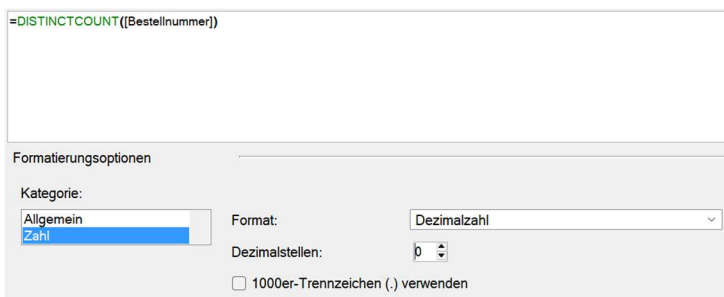 =DISTINCTCOUNT([Bestellnummer])
Formatierungsoptionen
Kategorie:
Allgemein
Zahl
Format: Dezimalzahl
Dezimalstellen: 0
1000er-Trennzeichen (.) verwenden